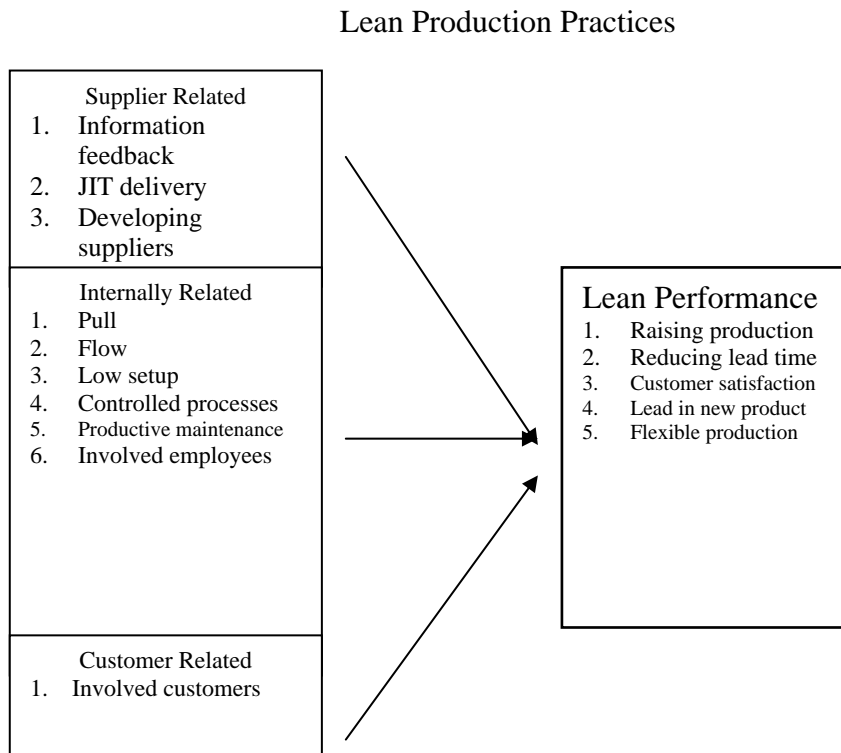 Lean Production Practices
Supplier Related
1. Information
feedback
2. JIT delivery
3. Developing
suppliers
Internally Related
1. Pull
2. Flow
3. Low setup
4. Controlled processes
5. Productive maintenance
6. Involved employees
Customer Related
1. Involved customers
Lean Performance
1. Raising production
2. Reducing lead time
3. Customer satisfaction
4. Lead in new product
5. Flexible production